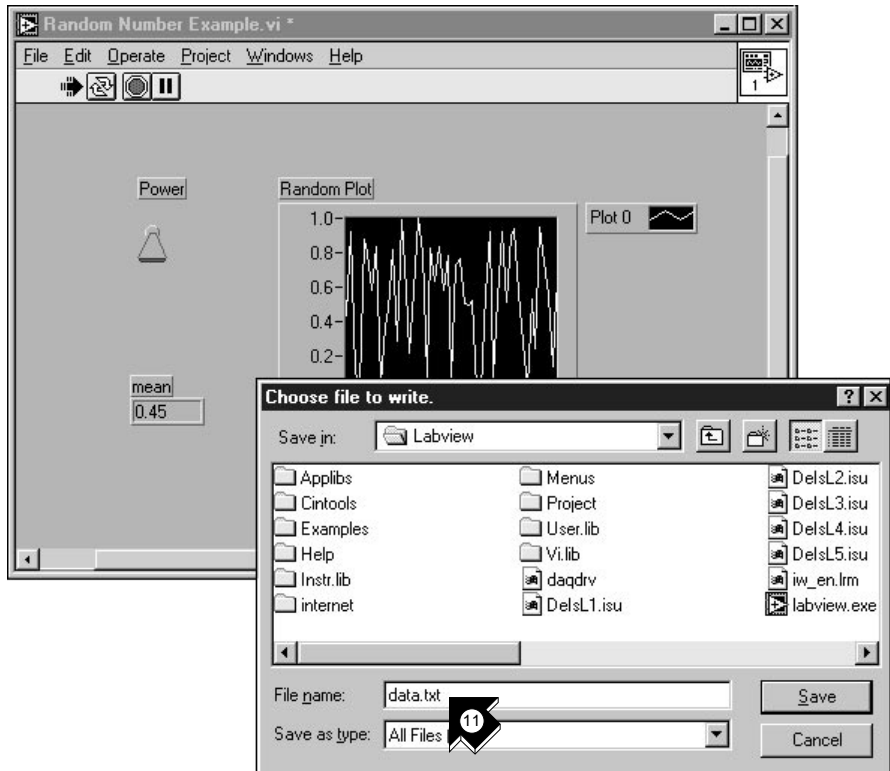 Random Number Example.vi *
File Edit Operate Project Windows Help
1
Power
Random Plot
Plot 0
1.0
0.8
0.6
0.4
0.2
mean
0.45
Choose file to write.
Save in: Labview
Applibs Menus DelsL2.isu
Cintools Project DelsL3.isu
Examples User.lib DelsL4.isu
Help Vi.lib DelsL5.isu
Instr.lib daqdrv iw_en.lrm
internet DelsL1.isu labview.exe
File name: data.txt Save
11
Save as type: All Files Cancel